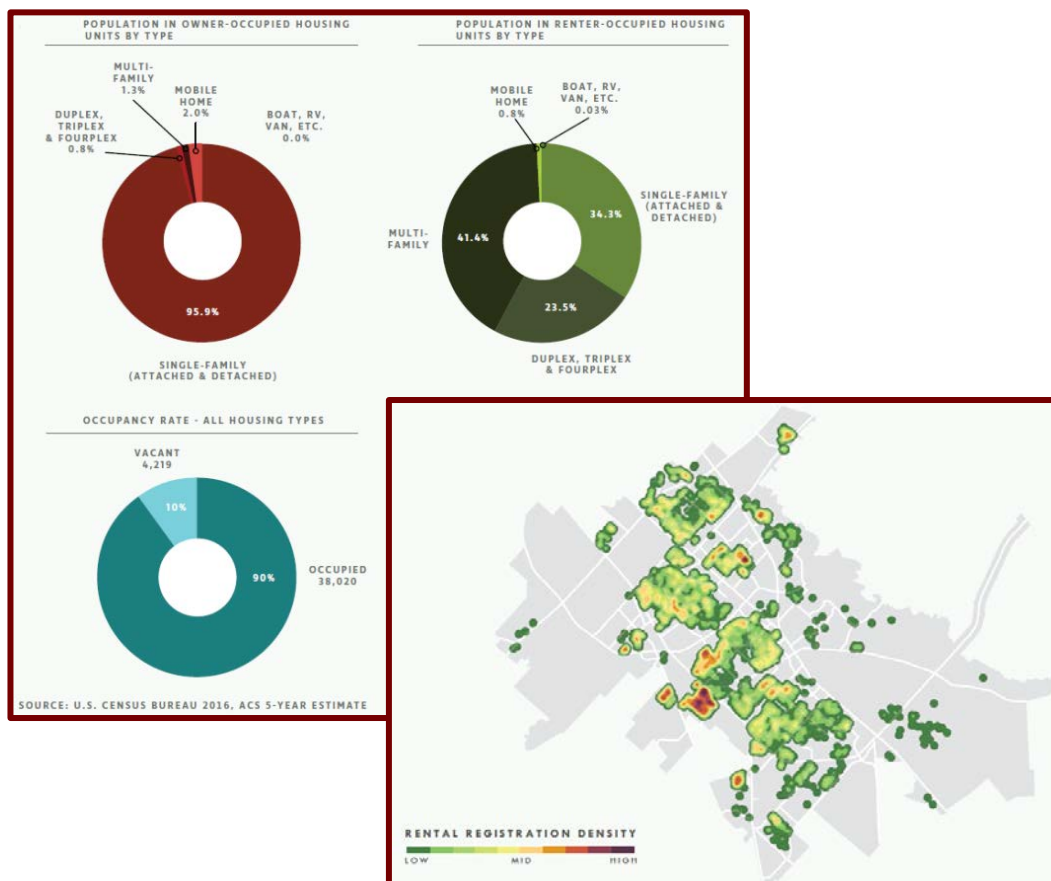 POPULATION IN OWNER-OCCUPIED HOUSING
UNITS BY TYPE
MULTI-
FAMILY
1.3%
MOBILE
HOME
2.0%
DUPLEX,
TRIPLEX
& FOURPLEX
0.8%
BOAT, RV,
VAN, ETC.
0.0%
95.9%
SINGLE-FAMILY
(ATTACHED & DETACHED)
POPULATION IN RENTER-OCCUPIED HOUSING
UNITS BY TYPE
MOBILE
HOME
0.8%
BOAT, RV,
VAN, ETC.
0.03%
SINGLE-FAMILY
(ATTACHED &
DETACHED)
34.3%
MULTI-
FAMILY
41.4%
23.5%
DUPLEX, TRIPLEX
& FOURPLEX
OCCUPANCY RATE - ALL HOUSING TYPES
VACANT
4,219
10%
90%
OCCUPIED
38,020
SOURCE: U.S. CENSUS BUREAU 2016, ACS 5-YEAR ESTIMATE
RENTAL REGISTRATION DENSITY
LOW MID HIGH